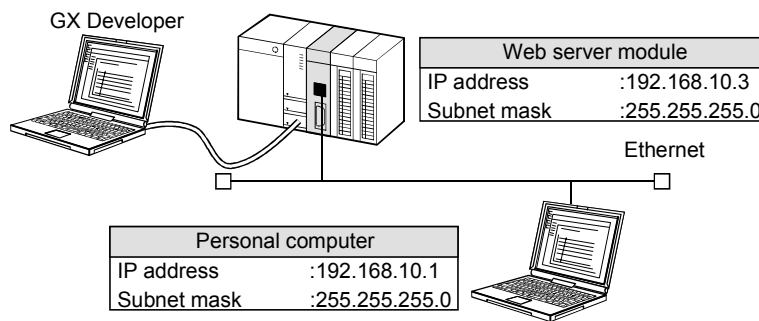 GX Developer
Web server module
IP address :192.168.10.3
Subnet mask :255.255.255.0
Ethernet
Personal computer
IP address :192.168.10.1
Subnet mask :255.255.255.0